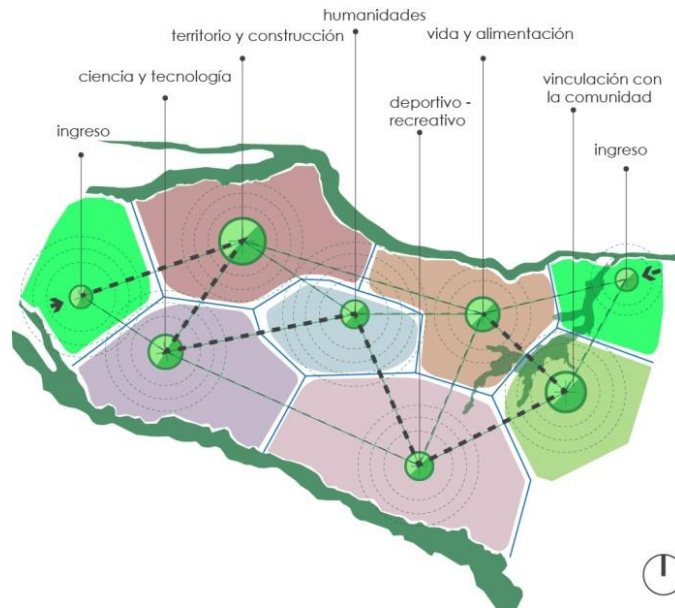 humanidades
territorio y construcción
vida y alimentación
ciencia y tecnología
vinculación con
la comunidad
deportivo -
recreativo
ingreso
ingreso